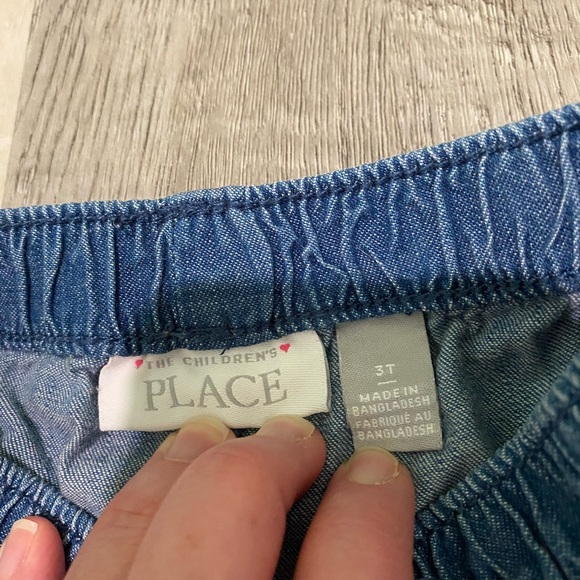 THE CHILDREN'S
PLACE
3T
MADE IN
BANGLADESH
FABRIQUÉ AU
BANGLADESH